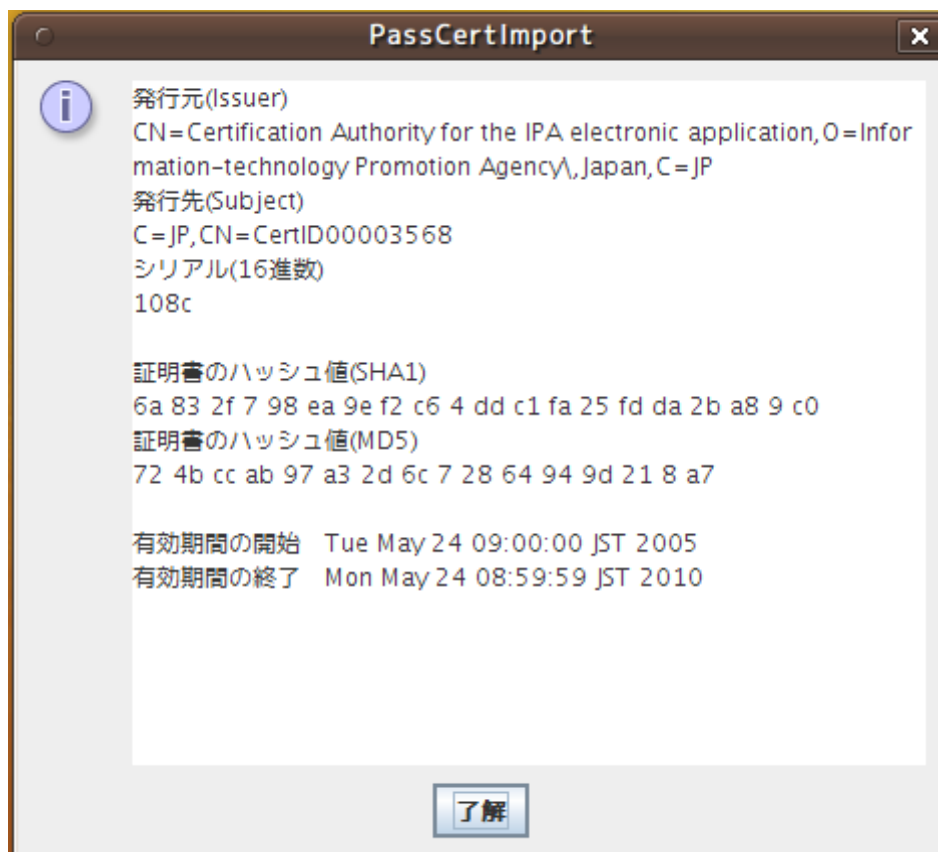 PassCertImport
発行元(Issuer)
CN=Certification Authority for the IPA electronic application,O=Infor
mation-technology Promotion Agency\,Japan,C=JP
発行先(Subject)
C=JP,CN=CertID00003568
シリアル(16進数)
108c
証明書のハッシュ値(SHA1)
6a 83 2f 7 98 ea 9e f2 c6 4 dd c1 fa 25 fd da 2b a8 9 c0
証明書のハッシュ値(MD5)
72 4b cc ab 97 a3 2d 6c 7 28 64 94 9d 21 8 a7
有効期間の開始　Tue May 24 09:00:00 JST 2005
有効期間の終了　Mon May 24 08:59:59 JST 2010
了解